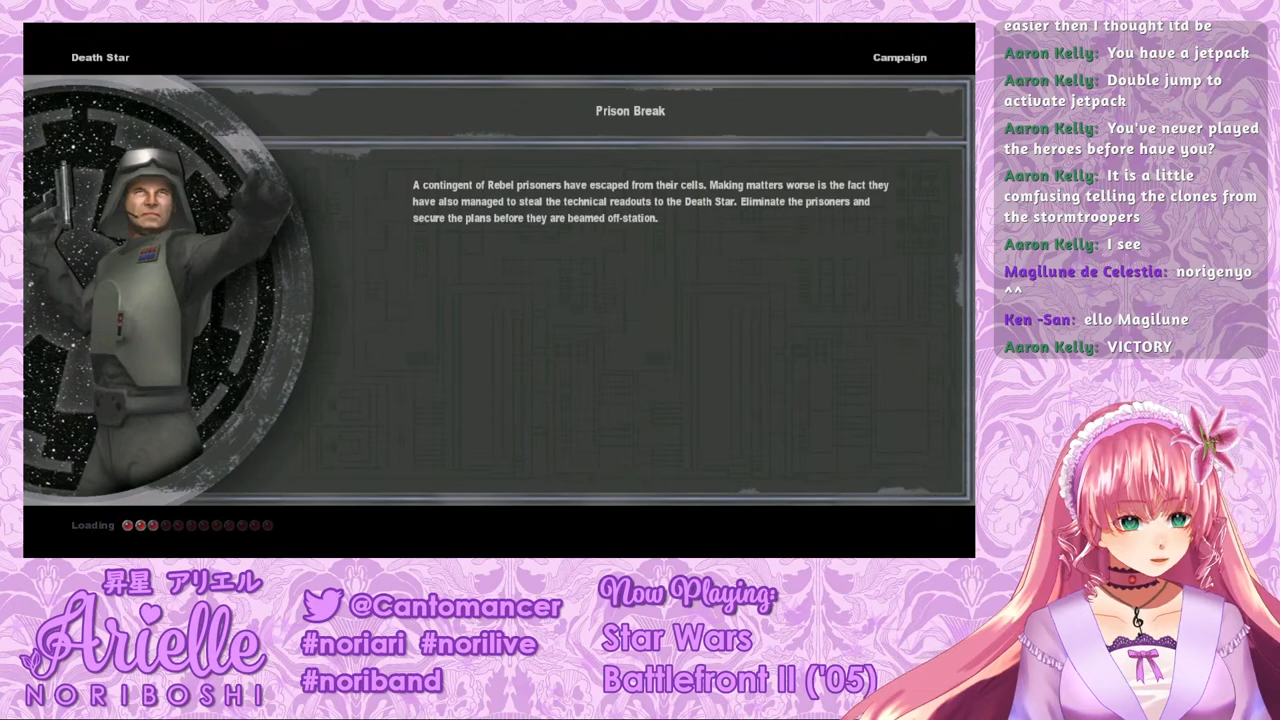 Death Star
Campaign
Prison Break
A contingent of Rebel prisoners have escaped from their cells. Making matters worse is the fact they
have also managed to steal the technical readouts to the Death Star. Eliminate the prisoners and
secure the plans before they are beamed off-station.
Loading
easier then I thought itd be
Aaron Kelly: You have a jetpack
Aaron Kelly: Double jump to
activate jetpack
Aaron Kelly: You've never played
the heroes before have you?
Aaron Kelly: It is a little
comfusing telling the clones from
the stormtroopers
Aaron Kelly: I see
Magilune de Celestia: norigenyo
^^
Ken -San: ello Magilune
Aaron Kelly: VICTORY
昇星 アリエル
Arielle
NORIBOSHI
@Cantomancer
#noriari #norilive
#noriband
Now Playing:
Star Wars
Battlefront II ('05)